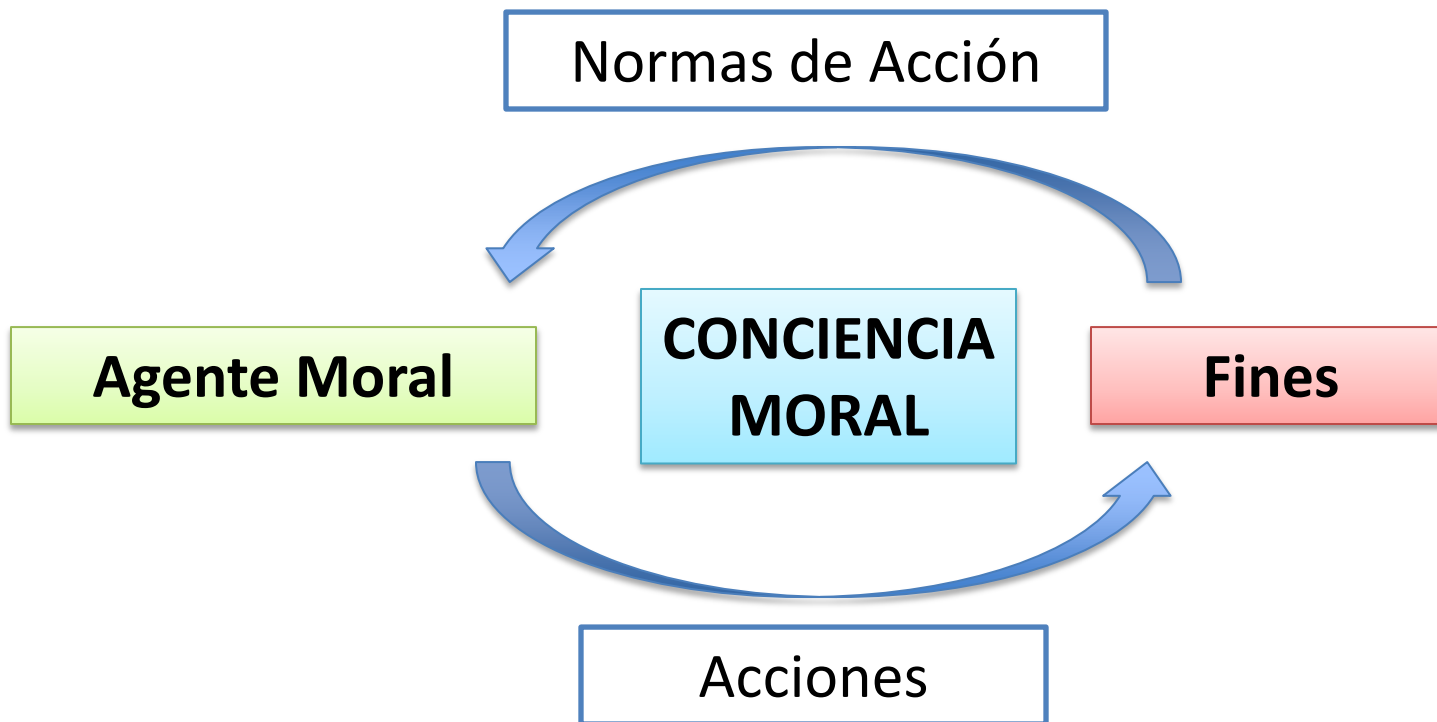 Normas de Acción
Agente Moral
CONCIENCIA
MORAL
Fines
Acciones